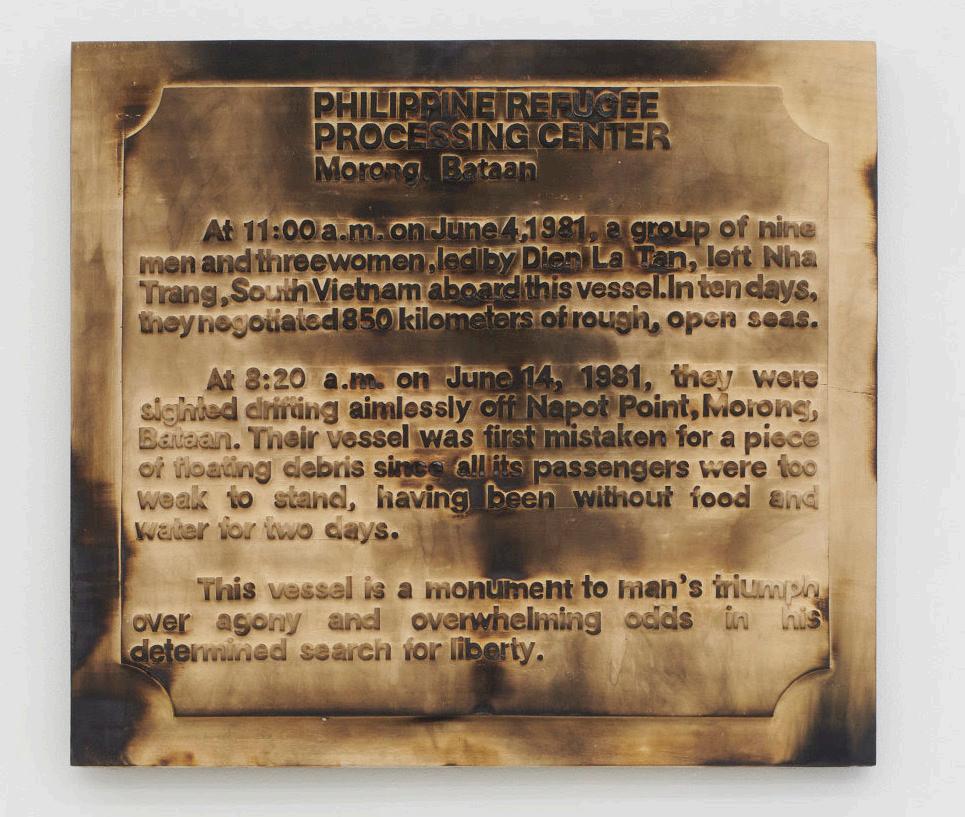 PHILIPPINE REFUGEE
PROCESSING CENTER
Morong, Bataan
At 11:00 a.m. on June 4, 1981, a group of nine
men and three women, led by Dien La Tan, left Nha
Trang, South Vietnam aboard this vessel. In ten days,
they negotiated 850 kilometers of rough, open seas.
At 8:20 a.m. on June 14, 1981, they were
sighted drifting aimlessly off Napot Point, Morong,
Bataan. Their vessel was first mistaken for a piece
of floating debris since all its passengers were too
weak to stand, having been without food and
water for two days.
This vessel is a monument to man's triumph
over agony and overwhelming odds in his
determined search for liberty.